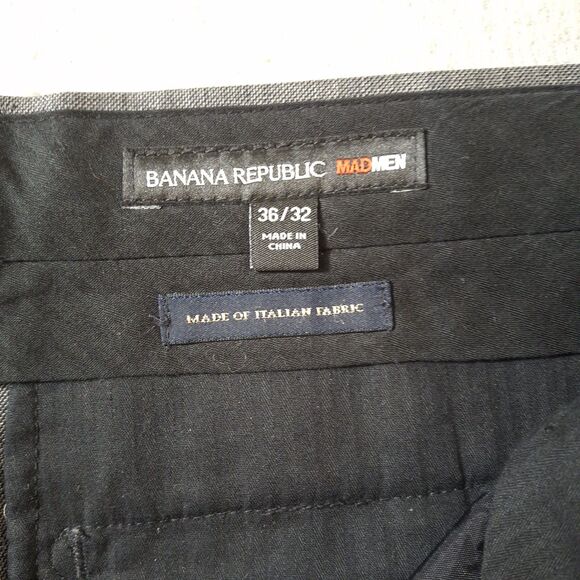 BANANA REPUBLIC MADMEN
36/32
MADE IN
CHINA
MADE OF ITALIAN FABRIC